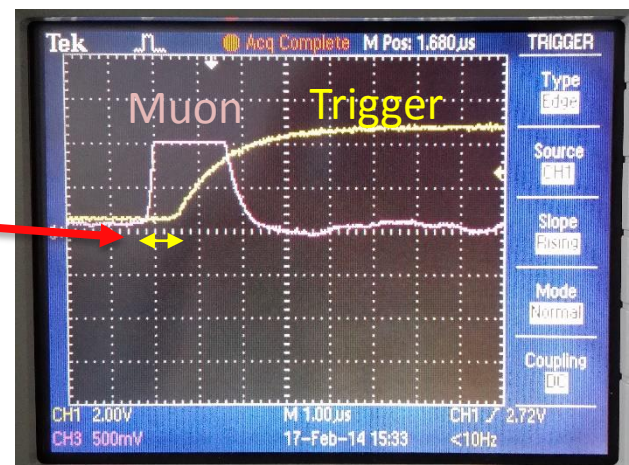 Tek Acq Complete M Pos: 1.680µs TRIGGER
Muon Trigger
Type
Edge
Source
CH1
Slope
Rising
Mode
Normal
Coupling
DC
CH1 2.00V M 1.00µs CH1 2.72V
CH3 500mV 17-Feb-14 15:33 <10Hz